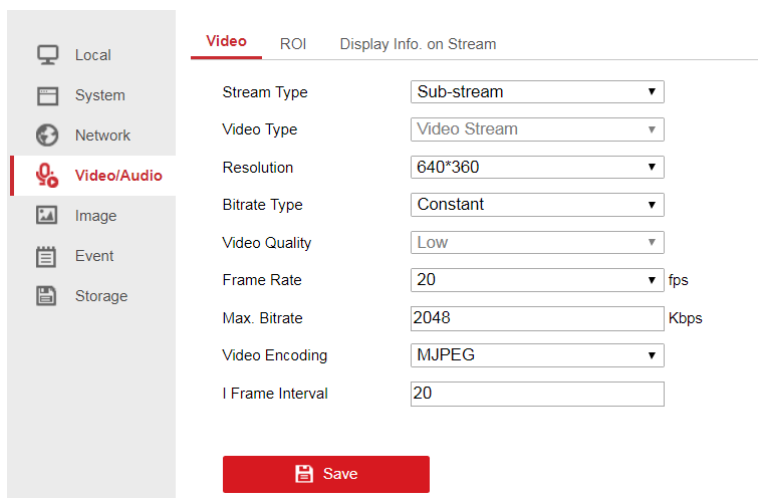 Local
System
Network
Video/Audio
Image
Event
Storage
Video ROI Display Info. on Stream
Stream Type Sub-stream
Video Type Video Stream
Resolution 640*360
Bitrate Type Constant
Video Quality Low
Frame Rate 20 fps
Max. Bitrate 2048 Kbps
Video Encoding MJPEG
I Frame Interval 20
Save